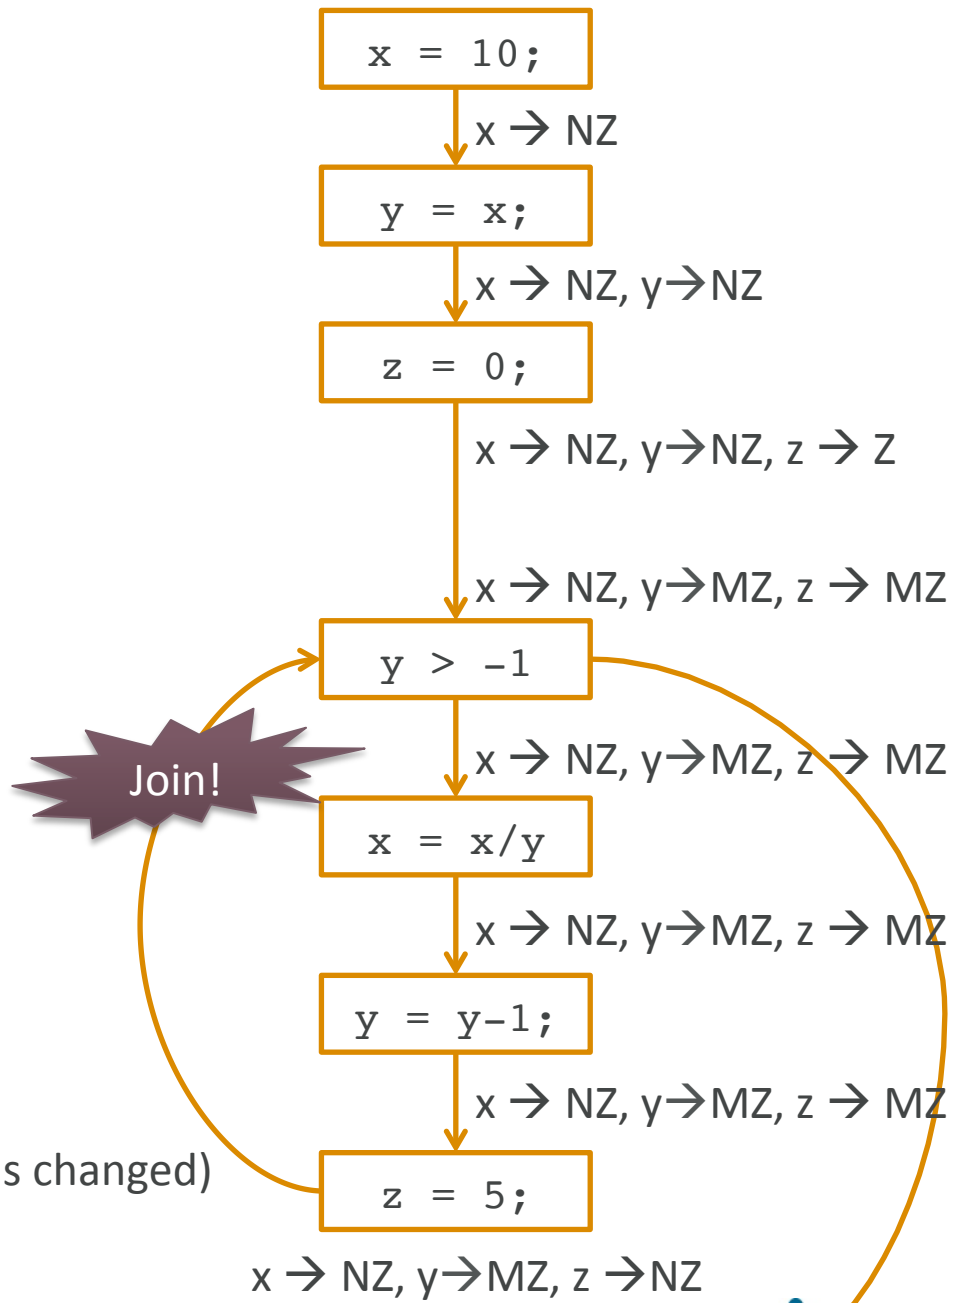 x = 10;
x → NZ
y = x;
x → NZ, y→NZ
z = 0;
x → NZ, y→NZ, z → Z
x → NZ, y→MZ, z → MZ
y > -1
Join!
x → NZ, y→MZ, z → MZ
x = x/y
x → NZ, y→MZ, z → MZ
y = y-1;
x → NZ, y→MZ, z → MZ
s changed)
z = 5;
x → NZ, y→MZ, z →NZ